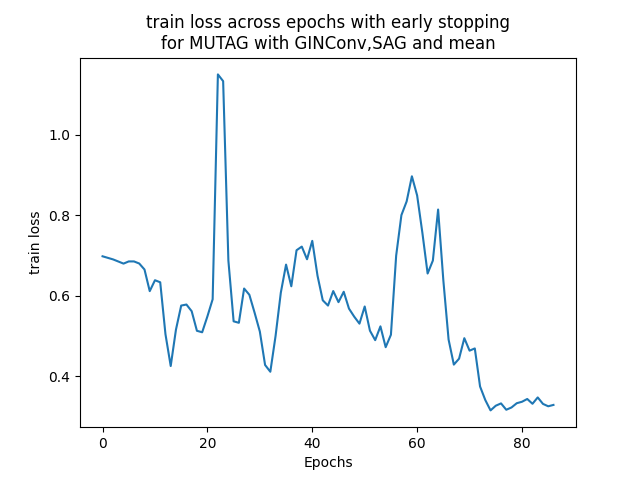 train loss across epochs with early stopping
for MUTAG with GINConv,SAG and mean
train loss
1.0
0.8
0.6
0.4
0 20 40 60 80
Epochs